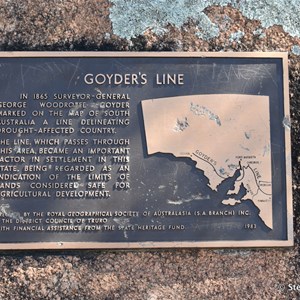 GOYDER'S LINE
IN 1865 SURVEYOR-GENERAL
GEORGE WOODROFFE GOYDER
MARKED ON THE MAP OF SOUTH
AUSTRALIA A LINE DELINEATING
DROUGHT-AFFECTED COUNTRY.
THE LINE, WHICH PASSES THROUGH
THIS AREA, BECAME AN IMPORTANT
FACTOR IN SETTLEMENT IN THIS
STATE, BEING REGARDED AS AN
INDICATION OF THE LIMITS OF
LANDS CONSIDERED SAFE FOR
AGRICULTURAL DEVELOPMENT.
GOYDER'S
LINE
BY THE ROYAL GEOGRAPHICAL SOCIETY OF AUSTRALASIA (S.A. BRANCH) INC.
THE DISTRICT COUNCIL OF TRURO
WITH FINANCIAL ASSISTANCE FROM THE STATE HERITAGE FUND
1983